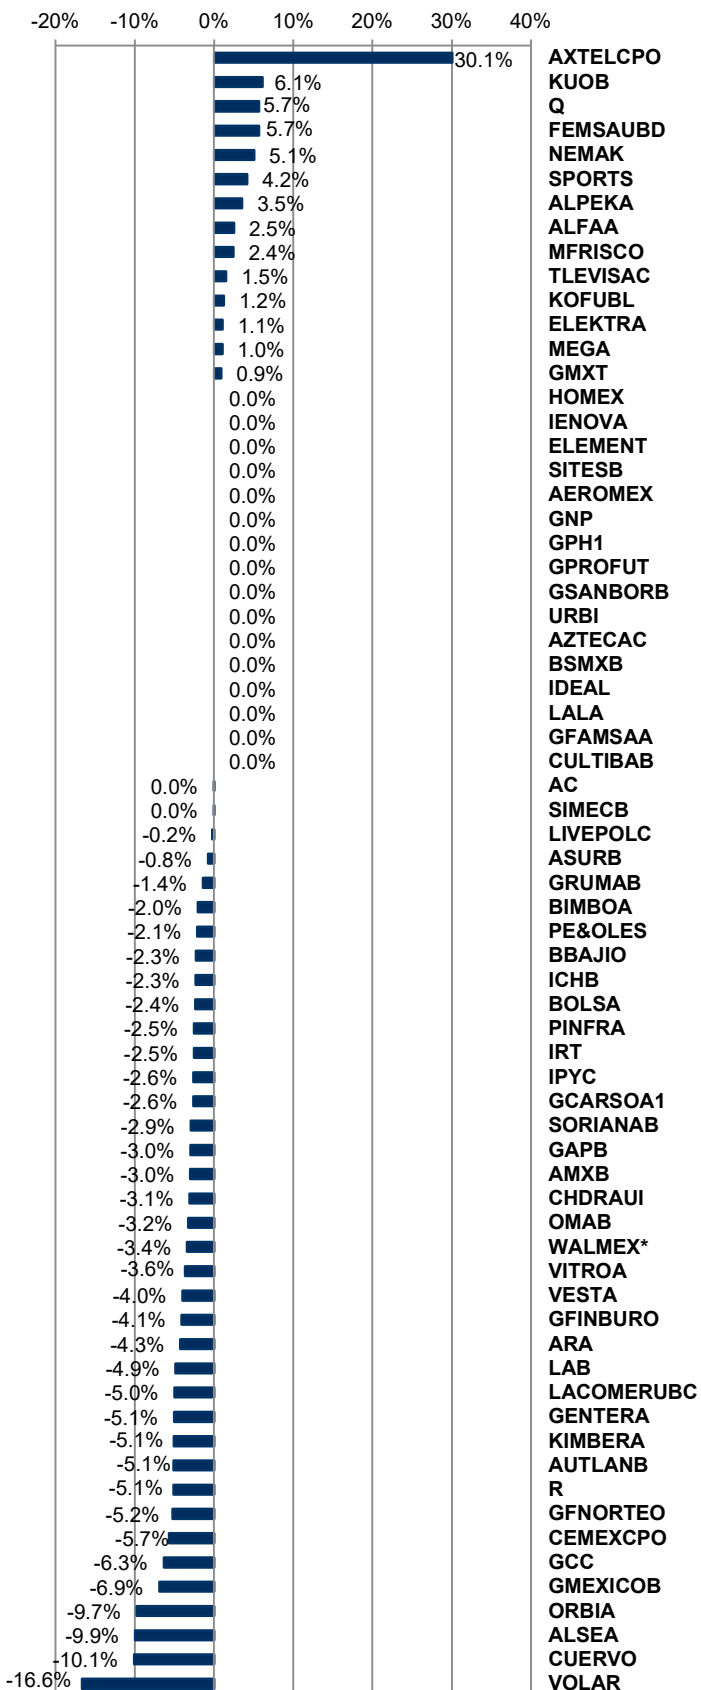 -20% -10% 0% 10% 20% 30% 40%
30.1% AXTELCPO
6.1% KUOB
5.7% Q
5.7% FEMSAUBD
5.1% NEMAK
4.2% SPORTS
3.5% ALPEKA
2.5% ALFAA
2.4% MFRISCO
1.5% TLEVISAC
1.2% KOFUBL
1.1% ELEKTRA
1.0% MEGA
0.9% GMXT
0.0% HOMEX
0.0% IENOVA
0.0% ELEMENT
0.0% SITESB
0.0% AEROMEX
0.0% GNP
0.0% GPH1
0.0% GPROFUT
0.0% GSANBORB
0.0% URBI
0.0% AZTECAC
0.0% BSMXB
0.0% IDEAL
0.0% LALA
0.0% GFAMSAA
0.0% CULTIBAB
0.0% AC
0.0% SIMECB
-0.2% LIVEPOLC
-0.8% ASURB
-1.4% GRUMAB
-2.0% BIMBOA
-2.1% PE&OLES
-2.3% BBAJIO
-2.3% ICHB
-2.4% BOLSA
-2.5% PINFRA
-2.5% IRT
-2.6% IPYC
-2.6% GCARSOA1
-2.9% SORIANAB
-3.0% GAPB
-3.0% AMXB
-3.1% CHDRAUI
-3.2% OMAB
-3.4% WALMEX*
-3.6% VITROA
-4.0% VESTA
-4.1% GFINBURO
-4.3% ARA
-4.9% LAB
-5.0% LACOMERUBC
-5.1% GENTERA
-5.1% KIMBERA
-5.1% AUTLANB
-5.1% R
-5.2% GFNORTEO
-5.7% CEMEXCPO
-6.3% GCC
-6.9% GMEXICOB
-9.7% ORBIA
-9.9% ALSEA
-10.1% CUERVO
-16.6% VOLAR